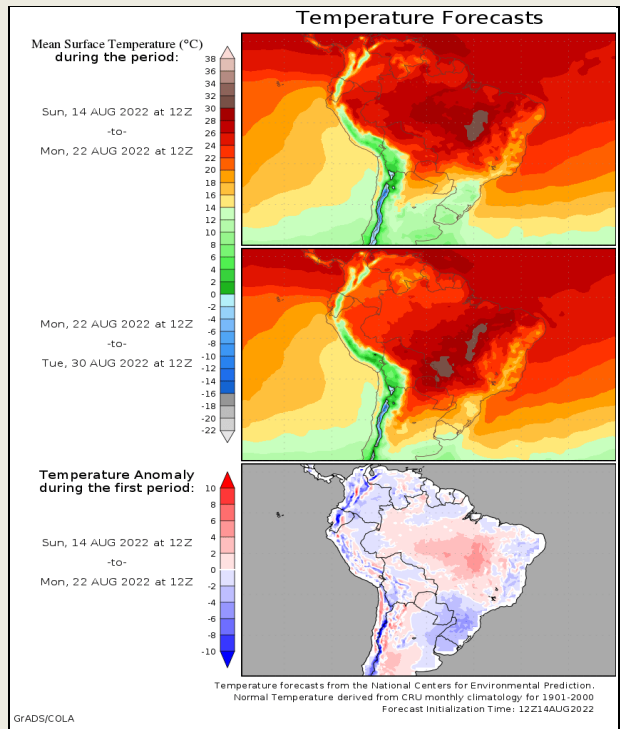 Temperature Forecasts
Mean Surface Temperature (°C)
during the period:
38
36
34
32
30
28
26
24
22
20
18
16
14
12
10
8
6
4
2
0
-2
-4
-6
-8
-10
-12
-14
-16
-18
-20
-22
Sun, 14 AUG 2022 at 12Z
-to-
Mon, 22 AUG 2022 at 12Z
Mon, 22 AUG 2022 at 12Z
-to-
Tue, 30 AUG 2022 at 12Z
Temperature Anomaly
during the first period:
10
8
6
4
2
0
-2
-4
-6
-8
-10
Sun, 14 AUG 2022 at 12Z
-to-
Mon, 22 AUG 2022 at 12Z
Temperature forecasts from the National Centers for Environmental Prediction.
Normal Temperature derived from CRU monthly climatology for 1901-2000
Forecast Initialization Time: 12Z14AUG2022
GrADS/COLA